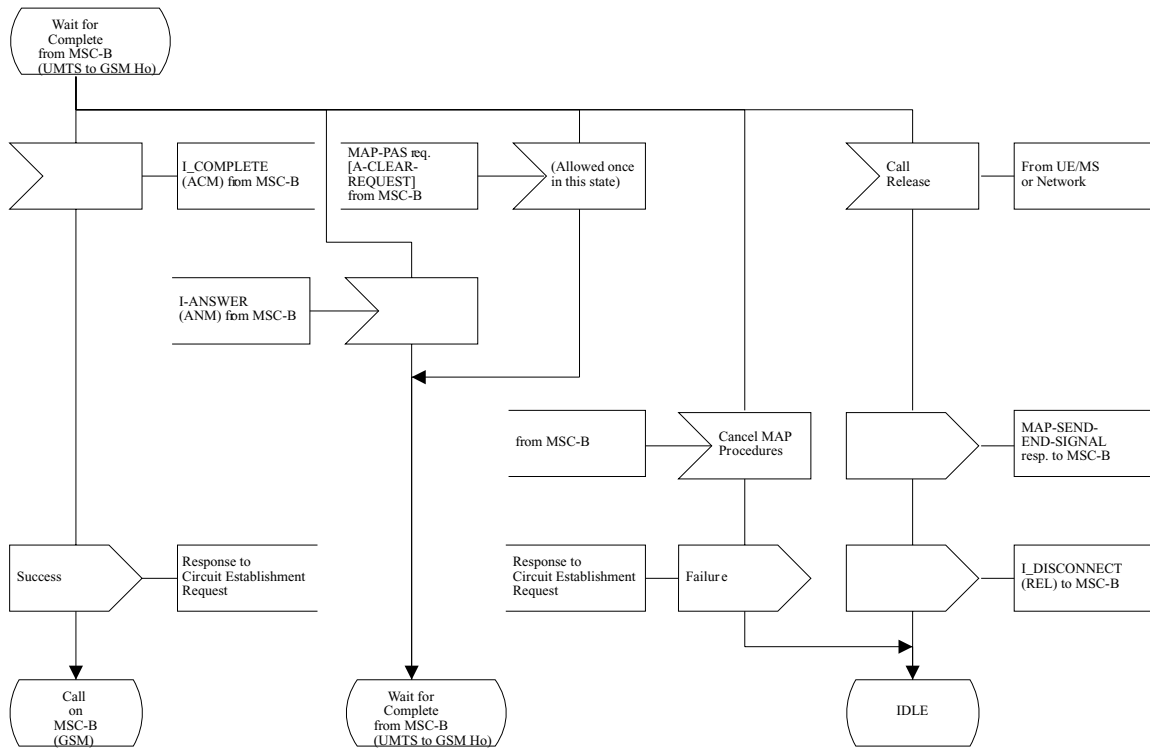 Wait for
Complete
from MSC-B
(UMTS to GSM Ho)
I_COMPLETE
(ACM) from MSC-B
MAP-PAS req.
[A-CLEAR-
REQUEST]
from MSC-B
(Allowed once
in this state)
Call
Release
From UE/MS
or Network
I-ANSWER
(ANM) from MSC-B
from MSC-B
Cancel MAP
Procedures
MAP-SEND-
END-SIGNAL
resp. to MSC-B
Success
Response to
Circuit Establishment
Request
Response to
Circuit Establishment
Request
Failure
I_DISCONNECT
(REL) to MSC-B
Call
on
MSC-B
(GSM)
Wait for
Complete
from MSC-B
(UMTS to GSM Ho)
IDLE